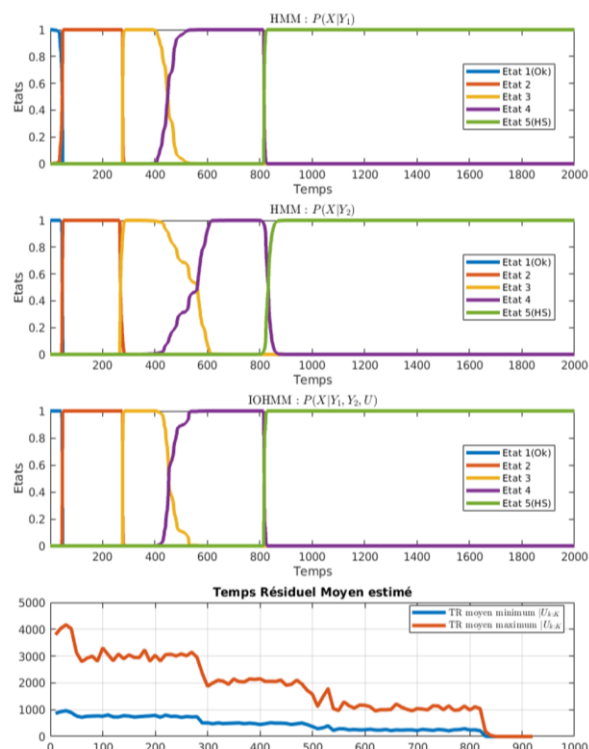 HMM : P(X|Y₁)
1
0.8
0.6
0.4
0.2
0
Etats
Etat 1(Ok)
Etat 2
Etat 3
Etat 4
Etat 5(HS)
200 400 600 800 1000 1200 1400 1600 1800 2000
Temps
HMM : P(X|Y₂)
1
0.8
0.6
0.4
0.2
0
Etats
Etat 1(Ok)
Etat 2
Etat 3
Etat 4
Etat 5(HS)
200 400 600 800 1000 1200 1400 1600 1800 2000
Temps
IOHMM : P(X|Y₁, Y₂, U)
1
0.8
0.6
0.4
0.2
0
Etats
Etat 1(Ok)
Etat 2
Etat 3
Etat 4
Etat 5(HS)
200 400 600 800 1000 1200 1400 1600 1800 2000
Temps
Temps Résiduel Moyen estimé
5000
4000
3000
2000
1000
0
TR moyen minimum |U_{k:K}
TR moyen maximum |U_{k:K}
0 100 200 300 400 500 600 700 800 900 1000